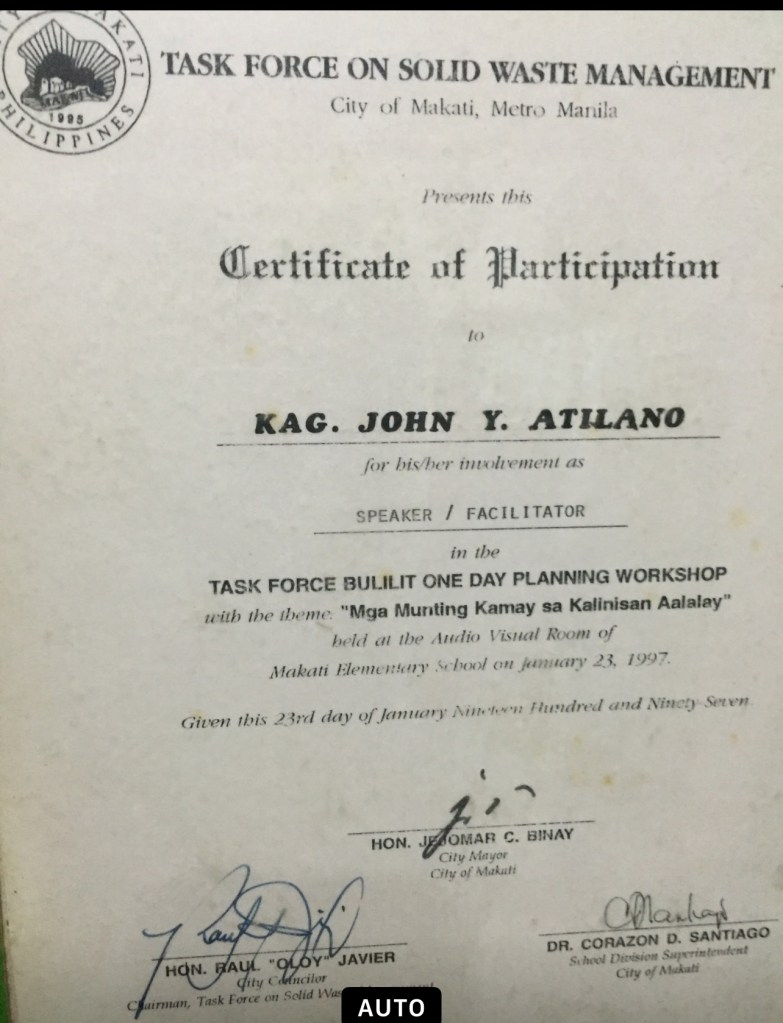 CITY OF MAKATI
PHILIPPINES
MAKATI
1995
TASK FORCE ON SOLID WASTE MANAGEMENT
City of Makati, Metro Manila
Presents this
Certificate of Participation
to
KAG. JOHN Y. ATILANO
for his/her involvement as
SPEAKER / FACILITATOR
in the
TASK FORCE BULILIT ONE DAY PLANNING WORKSHOP
with the theme: "Mga Munting Kamay sa Kalinisan Aalalay"
held at the Audio Visual Room of
Makati Elementary School on January 23, 1997.
Given this 23rd day of January Nineteen Hundred and Ninety-Seven.
HON. JEJOMAR C. BINAY
City Mayor
City of Makati
HON. RAUL "OLOY" JAVIER
City Councilor
Chairman, Task Force on Solid Waste
DR. CORAZON D. SANTIAGO
School Division Superintendent
City of Makati
AUTO